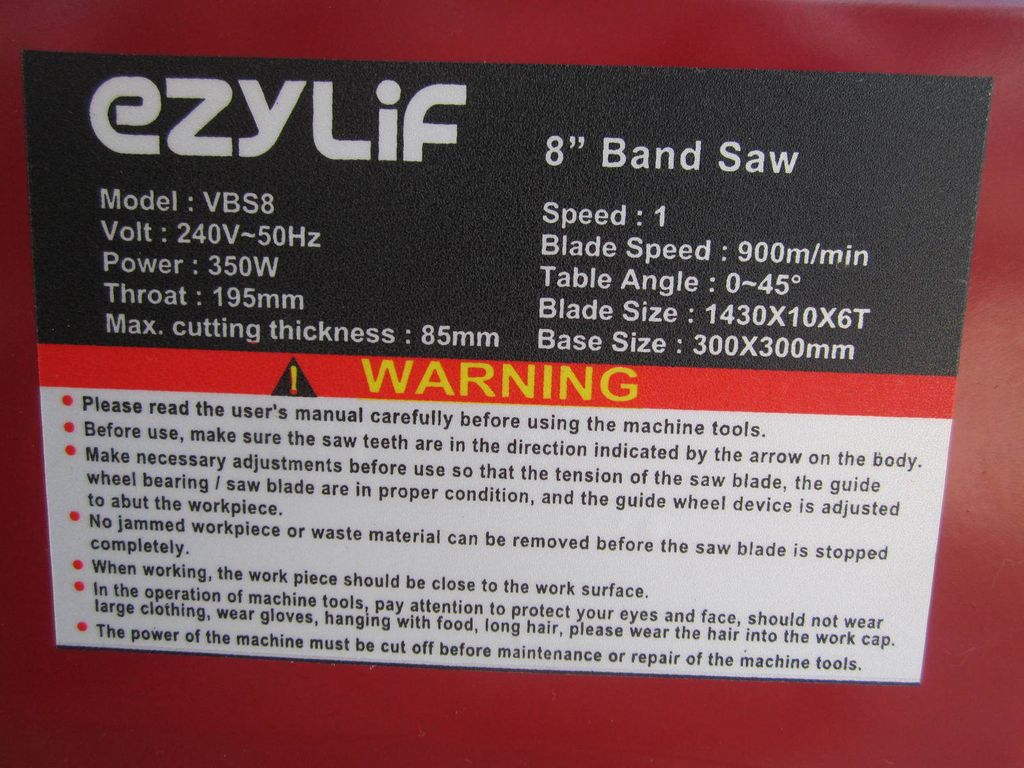 ezyLiF
8” Band Saw
Model : VBS8
Volt : 240V~50Hz
Power : 350W
Throat : 195mm
Max. cutting thickness : 85mm
Speed : 1
Blade Speed : 900m/min
Table Angle : 0~45°
Blade Size : 1430X10X6T
Base Size : 300X300mm
WARNING
• Please read the user's manual carefully before using the machine tools.
• Before use, make sure the saw teeth are in the direction indicated by the arrow on the body.
• Make necessary adjustments before use so that the tension of the saw blade, the guide
wheel bearing / saw blade are in proper condition, and the guide wheel device is adjusted
to abut the workpiece.
• No jammed workpiece or waste material can be removed before the saw blade is stopped
completely.
• When working, the work piece should be close to the work surface.
• In the operation of machine tools, pay attention to protect your eyes and face, should not wear
large clothing, wear gloves, hanging with food, long hair, please wear the hair into the work cap.
• The power of the machine must be cut off before maintenance or repair of the machine tools.